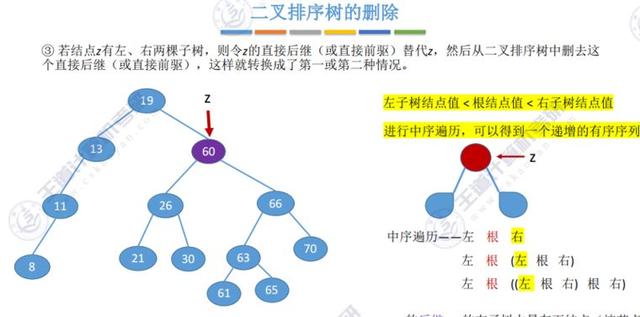 二叉排序树的删除
③ 若结点z有左、右两棵子树，则令z的直接后继（或直接前驱）替代z，然后从二叉排序树中删去这
个直接后继（或直接前驱），这样就转换成了第一或第二种情况。
19
Z
13
60
11
26
66
8
21
30
63
70
61
65
左子树结点值 < 根结点值 < 右子树结点值
进行中序遍历，可以得到一个递增的有序序列
Z
中序遍历——左 根 右
左 根 (左 根 右)
左 根 ((左 根 右) 根 右)
王道计算机考研